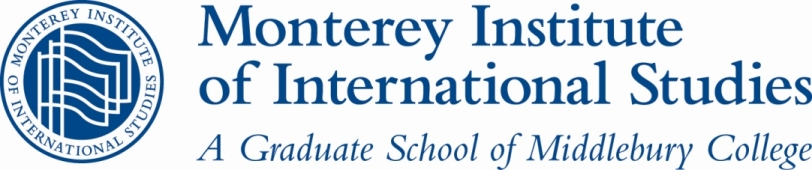 MONTEREY INSTITUTE
OF INTERNATIONAL STUDIES
Monterey Institute
of International Studies
A Graduate School of Middlebury College